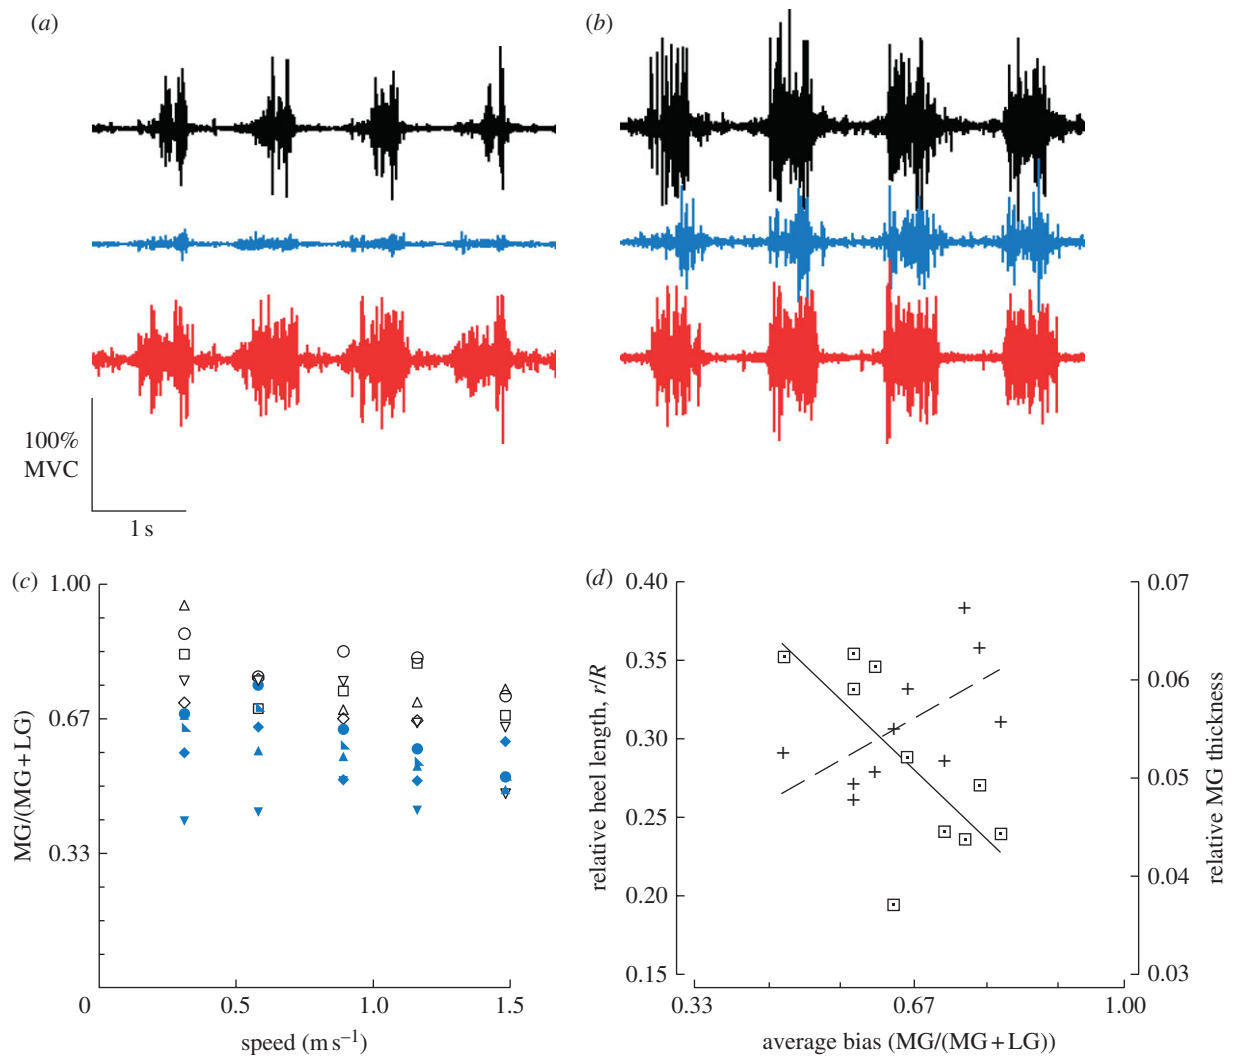 (a)
(b)
100%
MVC
1 s
(c)
1.00
0.67
0.33
0
0.5
1.0
1.5
MG/(MG+LG)
speed (m s⁻¹)
(d)
0.40
0.35
0.30
0.25
0.20
0.15
relative heel length, r/R
0.07
0.06
0.05
0.04
0.03
relative MG thickness
0.33
0.67
1.00
average bias (MG/(MG+LG))